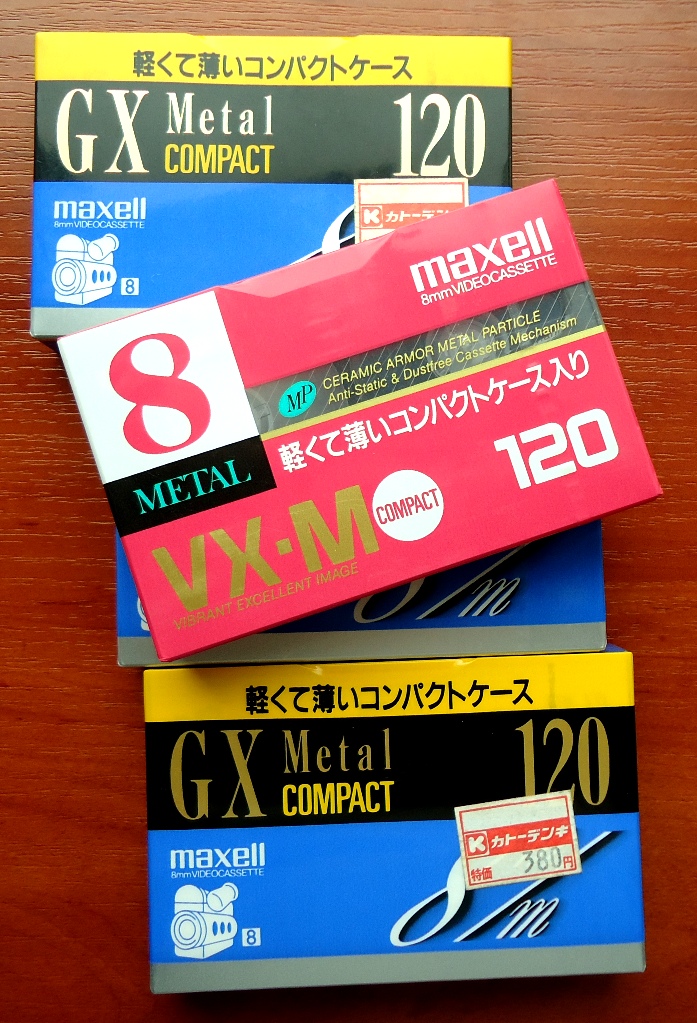 軽くて薄いコンパクトケース
GX Metal 120
COMPACT
maxell
8mm VIDEOCASSETTE
8
K カトーデンキ
maxell
8mm VIDEOCASSETTE
8
METAL
MP
CERAMIC ARMOR METAL PARTICLE
Anti-Static & Dustfree Cassette Mechanism
軽くて薄いコンパクトケース入り
120
VX·M
COMPACT
VIBRANT EXCELLENT IMAGE
8/m
軽くて薄いコンパクトケース
GX Metal 120
COMPACT
maxell
8mm VIDEOCASSETTE
8
K カトーデンキ
特価 380円
8/m